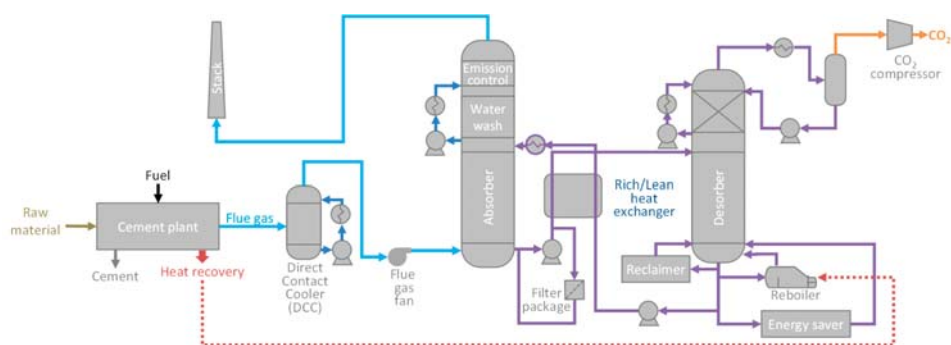 Stack
Emission
control
Water
wash
Absorber
CO2
CO2
compressor
Fuel
Raw
material
Cement plant
Flue gas
Cement
Heat recovery
Direct
Contact
Cooler
(DCC)
Flue
gas
fan
Rich/Lean
heat
exchanger
Desorber
Filter
package
Reclaimer
Reboiler
Energy saver